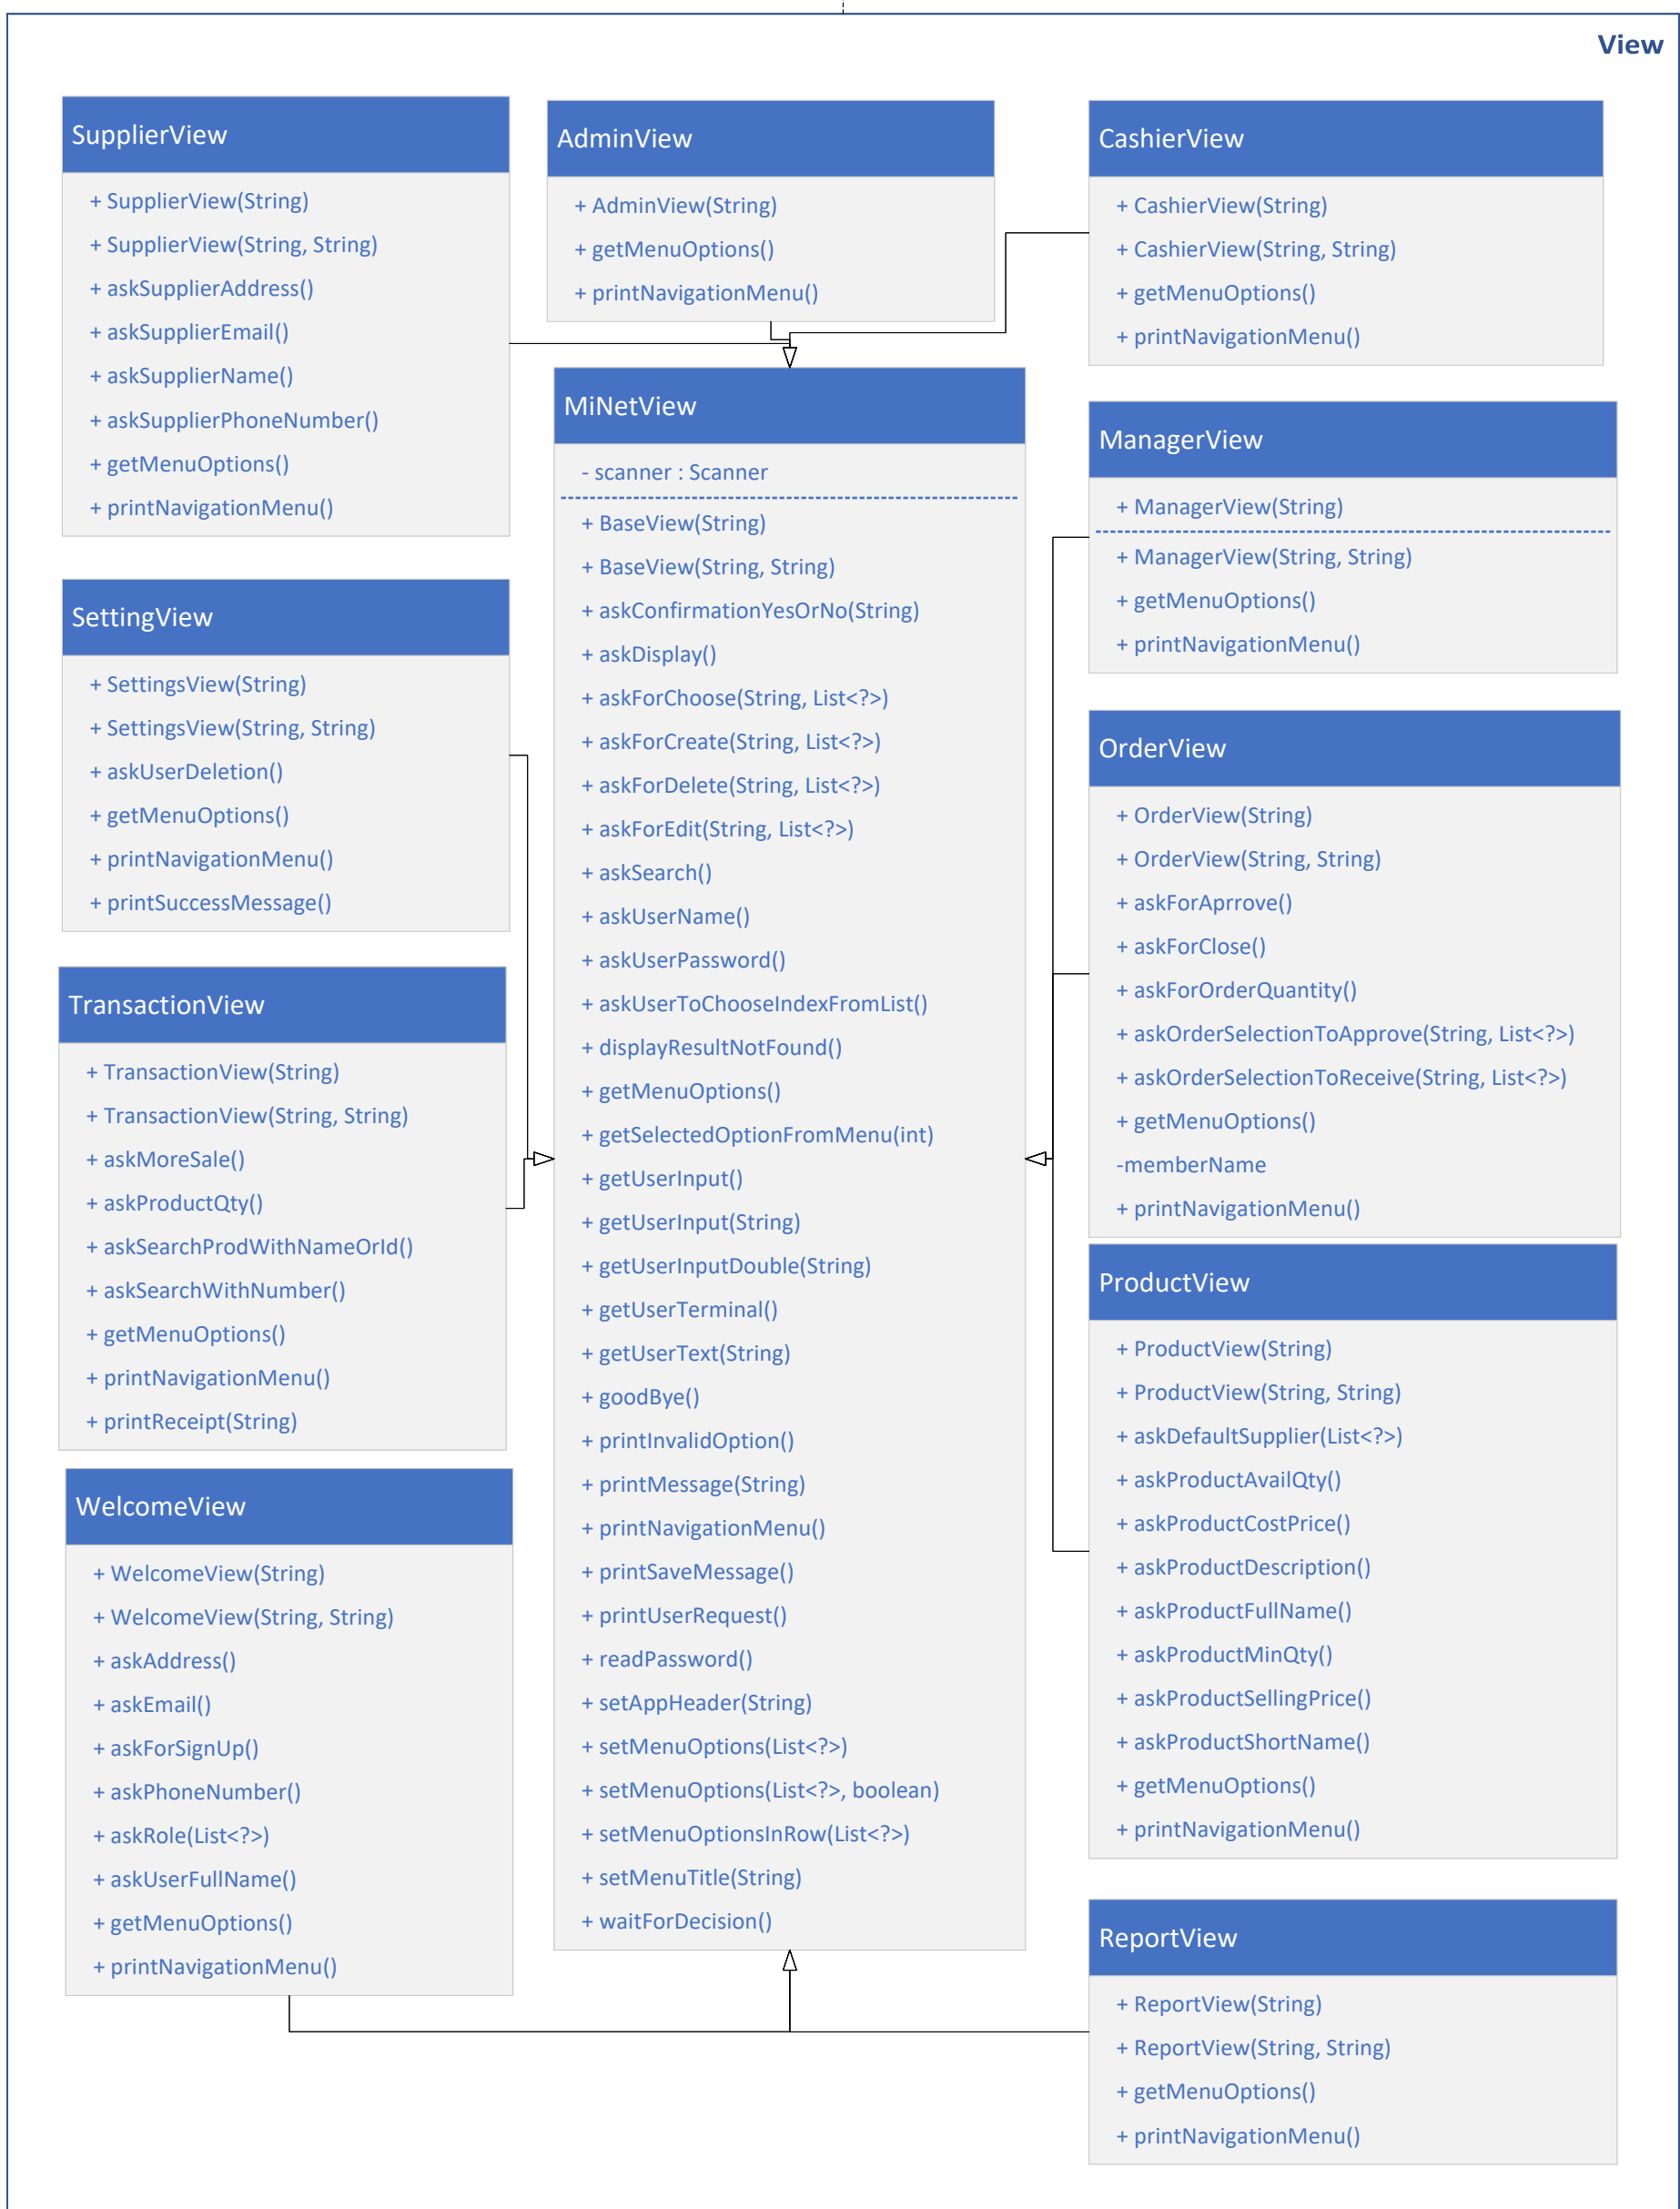 View
SupplierView
+ SupplierView(String)
+ SupplierView(String, String)
+ askSupplierAddress()
+ askSupplierEmail()
+ askSupplierName()
+ askSupplierPhoneNumber()
+ getMenuOptions()
+ printNavigationMenu()
AdminView
+ AdminView(String)
+ getMenuOptions()
+ printNavigationMenu()
CashierView
+ CashierView(String)
+ CashierView(String, String)
+ getMenuOptions()
+ printNavigationMenu()
SettingView
+ SettingsView(String)
+ SettingsView(String, String)
+ askUserDeletion()
+ getMenuOptions()
+ printNavigationMenu()
+ printSuccessMessage()
TransactionView
+ TransactionView(String)
+ TransactionView(String, String)
+ askMoreSale()
+ askProductQty()
+ askSearchProdWithNameOrId()
+ askSearchWithNumber()
+ getMenuOptions()
+ printNavigationMenu()
+ printReceipt(String)
WelcomeView
+ WelcomeView(String)
+ WelcomeView(String, String)
+ askAddress()
+ askEmail()
+ askForSignUp()
+ askPhoneNumber()
+ askRole(List<?>)
+ askUserFullName()
+ getMenuOptions()
+ printNavigationMenu()
MiNetView
- scanner : Scanner
+ BaseView(String)
+ BaseView(String, String)
+ askConfirmationYesOrNo(String)
+ askDisplay()
+ askForChoose(String, List<?>)
+ askForCreate(String, List<?>)
+ askForDelete(String, List<?>)
+ askForEdit(String, List<?>)
+ askSearch()
+ askUserName()
+ askUserPassword()
+ askUserToChooseIndexFromList()
+ displayResultNotFound()
+ getMenuOptions()
+ getSelectedOptionFromMenu(int)
+ getUserInput()
+ getUserInput(String)
+ getUserInputDouble(String)
+ getUserTerminal()
+ getUserText(String)
+ goodBye()
+ printInvalidOption()
+ printMessage(String)
+ printNavigationMenu()
+ printSaveMessage()
+ printUserRequest()
+ readPassword()
+ setAppHeader(String)
+ setMenuOptions(List<?>)
+ setMenuOptions(List<?>, boolean)
+ setMenuOptionsInRow(List<?>)
+ setMenuTitle(String)
+ waitForDecision()
ManagerView
+ ManagerView(String)
+ ManagerView(String, String)
+ getMenuOptions()
+ printNavigationMenu()
OrderView
+ OrderView(String)
+ OrderView(String, String)
+ askForAprrove()
+ askForClose()
+ askForOrderQuantity()
+ askOrderSelectionToApprove(String, List<?>)
+ askOrderSelectionToReceive(String, List<?>)
+ getMenuOptions()
-memberName
+ printNavigationMenu()
ProductView
+ ProductView(String)
+ ProductView(String, String)
+ askDefaultSupplier(List<?>)
+ askProductAvailQty()
+ askProductCostPrice()
+ askProductDescription()
+ askProductFullName()
+ askProductMinQty()
+ askProductSellingPrice()
+ askProductShortName()
+ getMenuOptions()
+ printNavigationMenu()
ReportView
+ ReportView(String)
+ ReportView(String, String)
+ getMenuOptions()
+ printNavigationMenu()